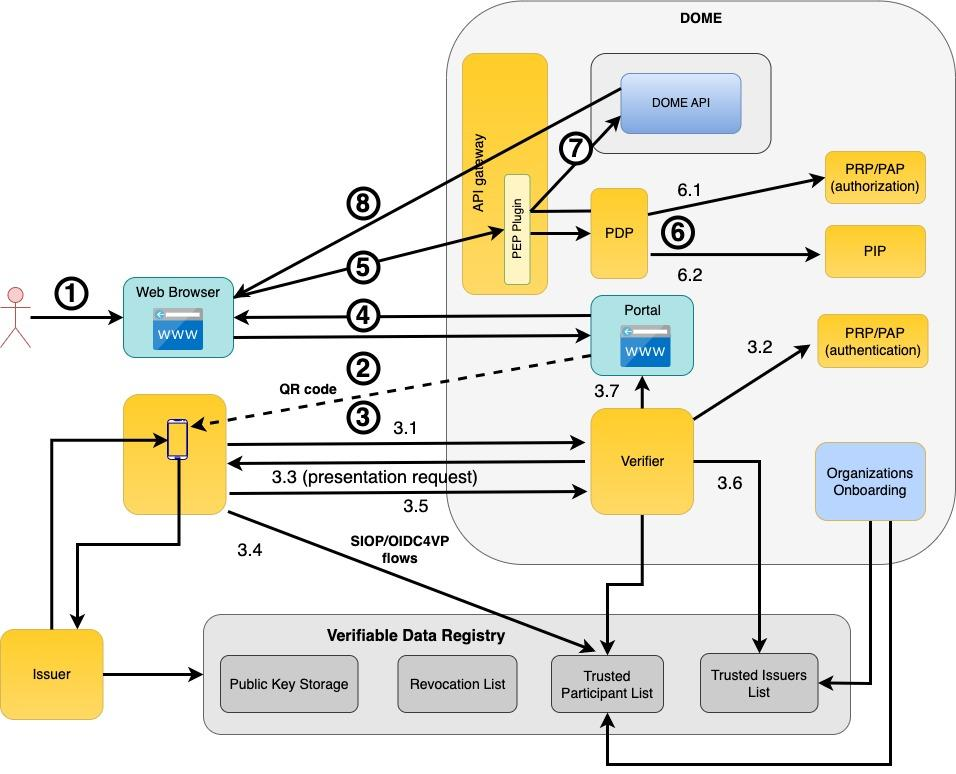 DOME
API gateway
PEP Plugin
DOME API
7
8
6.1
PRP/PAP
(authorization)
PDP
6
5
6.2
PIP
1
Web Browser
WWW
4
Portal
WWW
PRP/PAP
(authentication)
3.2
2
QR code
3
3.7
3.1
3.3 (presentation request)
3.5
Verifier
3.6
Organizations
Onboarding
3.4
SIOP/OIDC4VP
flows
Verifiable Data Registry
Issuer
Public Key Storage
Revocation List
Trusted
Participant List
Trusted Issuers
List